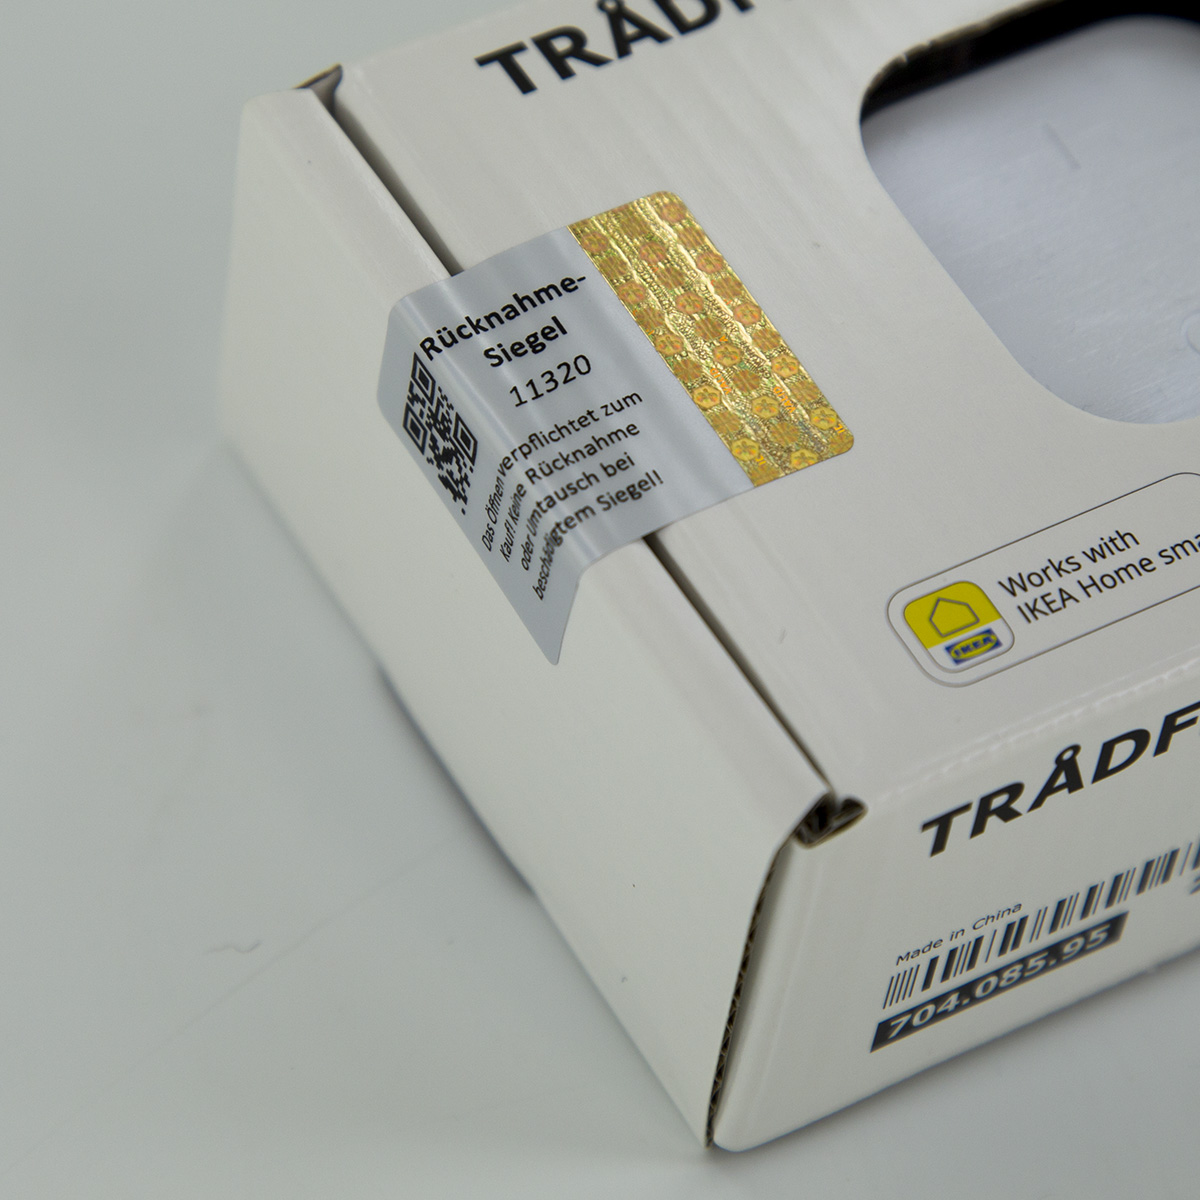 TRÅDF
Rücknahme-
Siegel
11320
Das Öffnen verpflichtet zum
Kauf! Keine Rücknahme
oder Umtausch bei
beschädigtem Siegel!
Works with
IKEA Home sma
IKEA
TRÅDF
Made in China
704.085.95